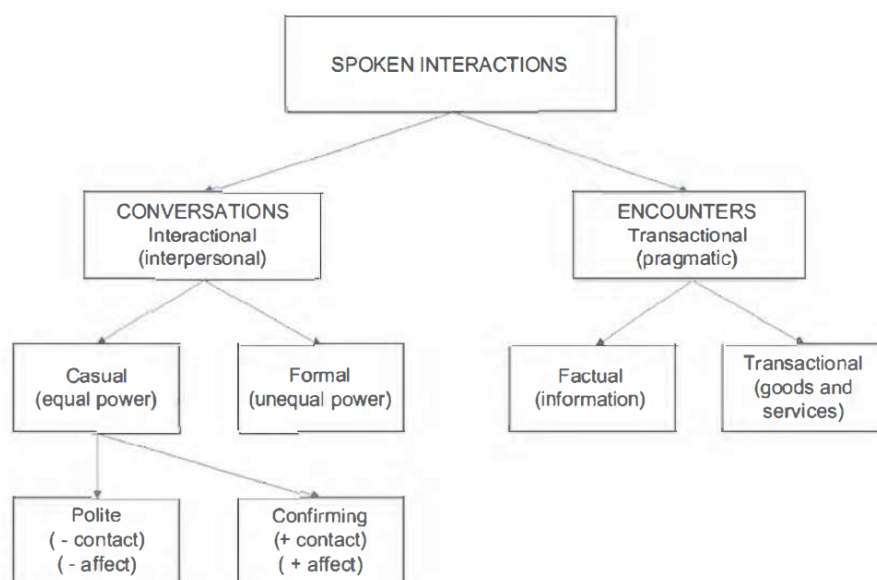 SPOKEN INTERACTIONS
CONVERSATIONS
Interactional
(interpersonal)
ENCOUNTERS
Transactional
(pragmatic)
Casual
(equal power)
Formal
(unequal power)
Factual
(information)
Transactional
(goods and
services)
Polite
( - contact)
( - affect)
Confirming
(+ contact)
( + affect)